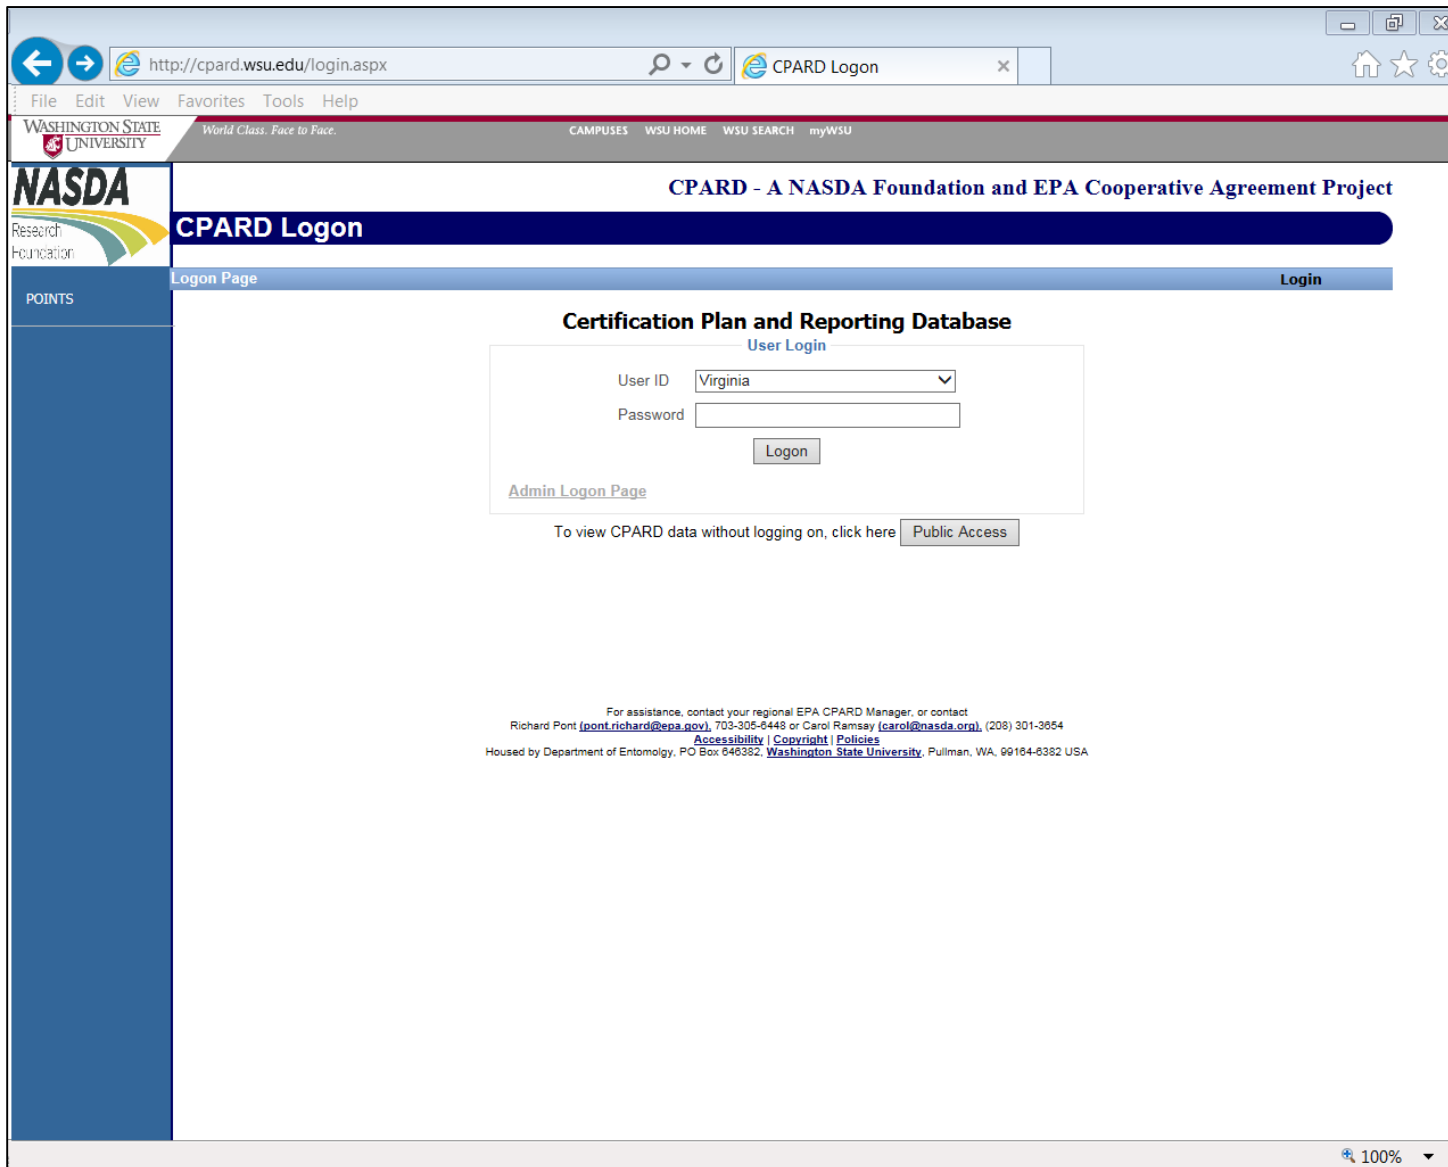 http://cpard.wsu.edu/login.aspx
CPARD Logon
File Edit View Favorites Tools Help
WASHINGTON STATE
UNIVERSITY
World Class. Face to Face.
CAMPUSES WSU HOME WSU SEARCH myWSU
NASDA
Research
Foundation
CPARD - A NASDA Foundation and EPA Cooperative Agreement Project
CPARD Logon
Logon Page
Login
POINTS
Certification Plan and Reporting Database
User Login
User ID Virginia
Password
Logon
Admin Logon Page
To view CPARD data without logging on, click here Public Access
For assistance, contact your regional EPA CPARD Manager, or contact
Richard Pont (pont.richard@epa.gov), 703-305-6448 or Carol Ramsay (carol@nasda.org), (208) 301-3654
Accessibility | Copyright | Policies
Housed by Department of Entomolgy, PO Box 646382, Washington State University, Pullman, WA, 99164-6382 USA
100%